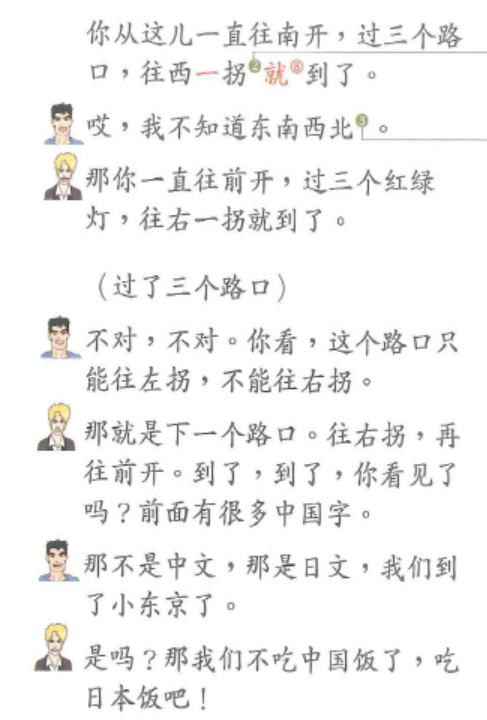 你从这儿一直往南开，过三个路
口，往西一拐②就⑧到了。
哎，我不知道东南西北③。
那你一直往前开，过三个红绿
灯，往右一拐就到了。
（过了三个路口）
不对，不对。你看，这个路口只
能往左拐，不能往右拐。
那就是下一个路口。往右拐，再
往前开。到了，到了，你看见了
吗？前面有很多中国字。
那不是中文，那是日文，我们到
了小东京了。
是吗？那我们不吃中国饭了，吃
日本饭吧！